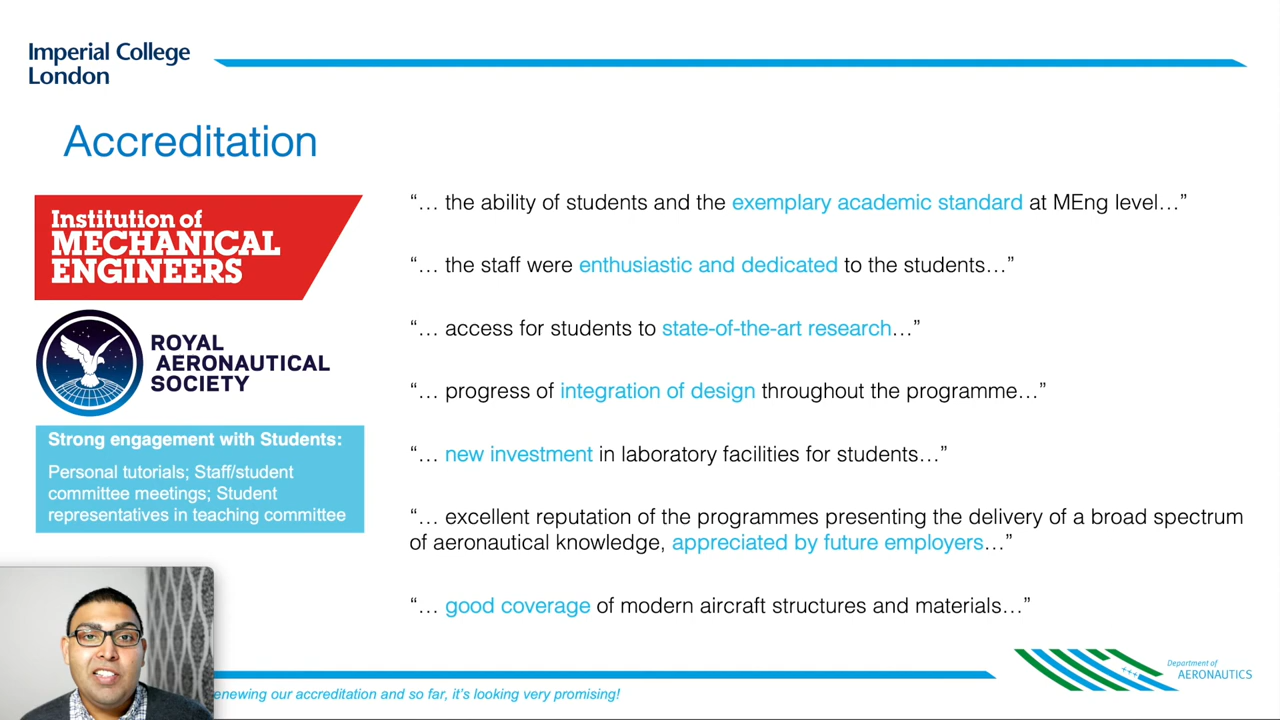 Imperial College
London
Accreditation
Institution of
MECHANICAL
ENGINEERS
ROYAL
AERONAUTICAL
SOCIETY
Strong engagement with Students:
Personal tutorials; Staff/student
committee meetings; Student
representatives in teaching committee
“… the ability of students and the exemplary academic standard at MEng level…”
“… the staff were enthusiastic and dedicated to the students…”
“… access for students to state-of-the-art research…”
“… progress of integration of design throughout the programme…”
“… new investment in laboratory facilities for students…”
“… excellent reputation of the programmes presenting the delivery of a broad spectrum
of aeronautical knowledge, appreciated by future employers…”
“… good coverage of modern aircraft structures and materials…”
our accreditation and so far, it’s looking very promising!
Department of
AERONAUTICS